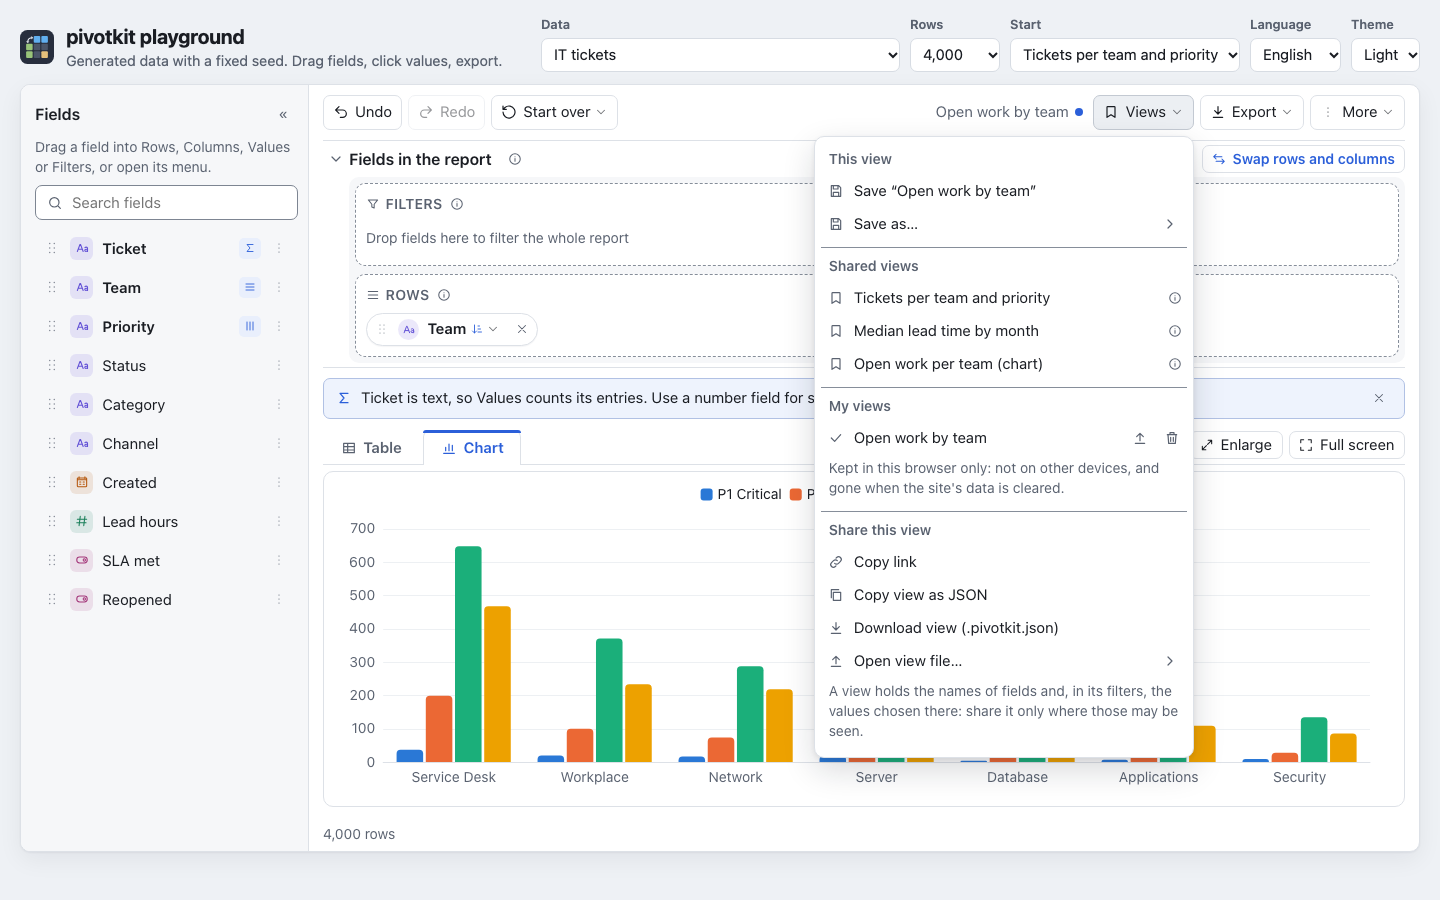 pivotkit playground
Generated data with a fixed seed. Drag fields, click values, export.
Data
IT tickets
Rows
4,000
Start
Tickets per team and priority
Language
English
Theme
Light
Fields
«
Drag a field into Rows, Columns, Values
or Filters, or open its menu.
Search fields
Aa Ticket Σ
Aa Team
Aa Priority
Aa Status
Aa Category
Aa Channel
Created
# Lead hours
SLA met
Reopened
Undo
Redo
Start over
Open work by team
Views
Export
More
Fields in the report
Swap rows and columns
FILTERS
Drop fields here to filter the whole report
ROWS
Aa Team
Σ Ticket is text, so Values counts its entries. Use a number field for s
Table
Chart
Enlarge
Full screen
This view
Save “Open work by team”
Save as...
Shared views
Tickets per team and priority
Median lead time by month
Open work per team (chart)
My views
Open work by team
Kept in this browser only: not on other devices, and
gone when the site's data is cleared.
Share this view
Copy link
Copy view as JSON
Download view (.pivotkit.json)
Open view file...
A view holds the names of fields and, in its filters, the
values chosen there: share it only where those may be
seen.
P1 Critical
P
700
600
500
400
300
200
100
0
Service Desk
Workplace
Network
Server
Database
Applications
Security
4,000 rows